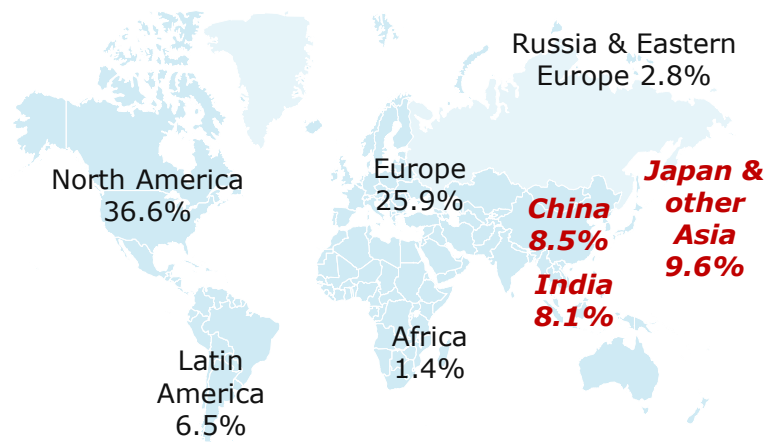 Russia & Eastern
Europe 2.8%
North America
36.6%
Europe
25.9%
China
8.5%
Japan &
other
Asia
9.6%
India
8.1%
Africa
1.4%
Latin
America
6.5%